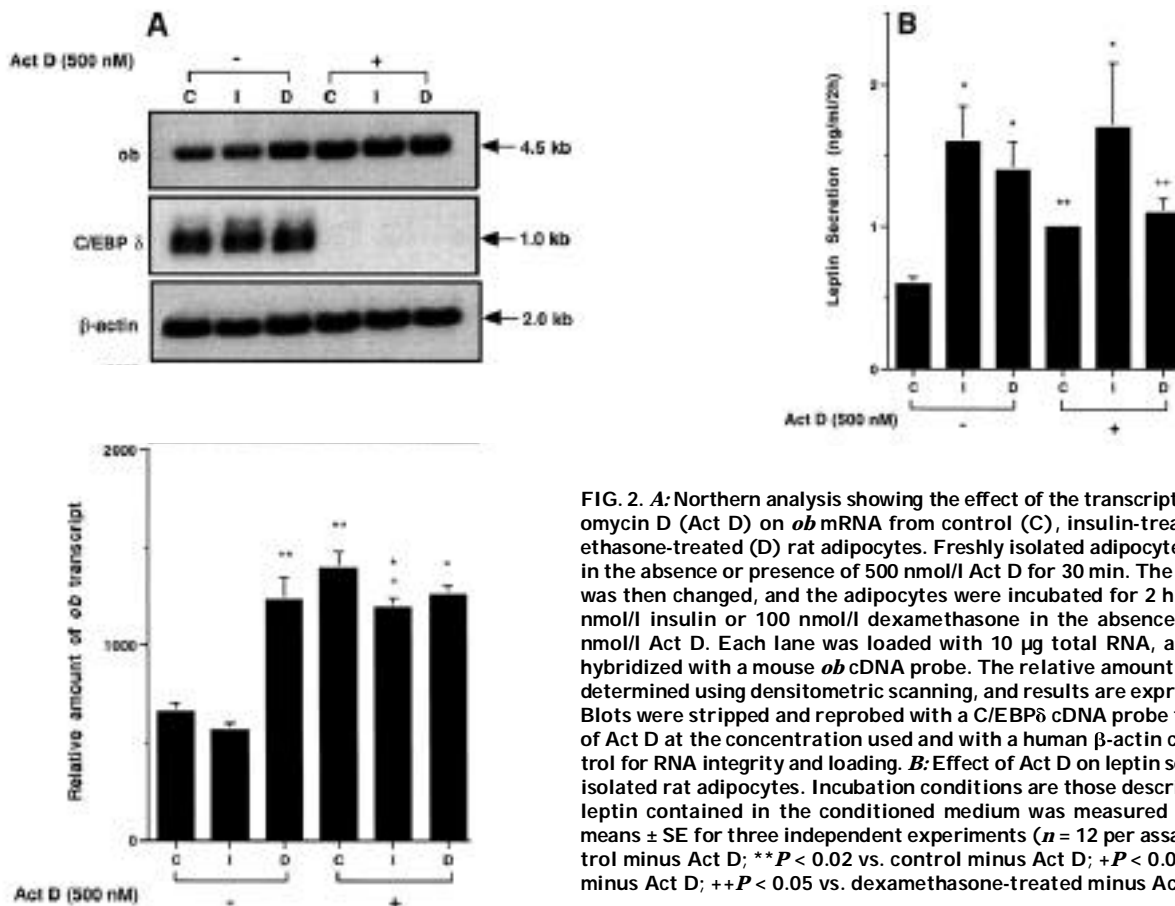 A
Act D (500 nM)
- +
C I D C I D
ob
4.5 kb
C/EBP δ
1.0 kb
β-actin
2.0 kb
B
Leptin Secretion (ng/ml/2h)
2
1
0
* * ** * ++
C I D C I D
Act D (500 nM)
- +
Relative amount of ob transcript
2000
1000
0
** ** *
C I D C I D
Act D (500 nM)
- +
FIG. 2. A: Northern analysis showing the effect of the transcript
omycin D (Act D) on ob mRNA from control (C), insulin-trea
ethasone-treated (D) rat adipocytes. Freshly isolated adipocyte
in the absence or presence of 500 nmol/l Act D for 30 min. The
was then changed, and the adipocytes were incubated for 2 h
nmol/l insulin or 100 nmol/l dexamethasone in the absence
nmol/l Act D. Each lane was loaded with 10 μg total RNA, a
hybridized with a mouse ob cDNA probe. The relative amount
determined using densitometric scanning, and results are expr
Blots were stripped and reprobed with a C/EBPδ cDNA probe
of Act D at the concentration used and with a human β-actin c
trol for RNA integrity and loading. B: Effect of Act D on leptin s
isolated rat adipocytes. Incubation conditions are those descr
leptin contained in the conditioned medium was measured
means ± SE for three independent experiments (n = 12 per assa
trol minus Act D; **P < 0.02 vs. control minus Act D; +P < 0.0
minus Act D; ++P < 0.05 vs. dexamethasone-treated minus Ac